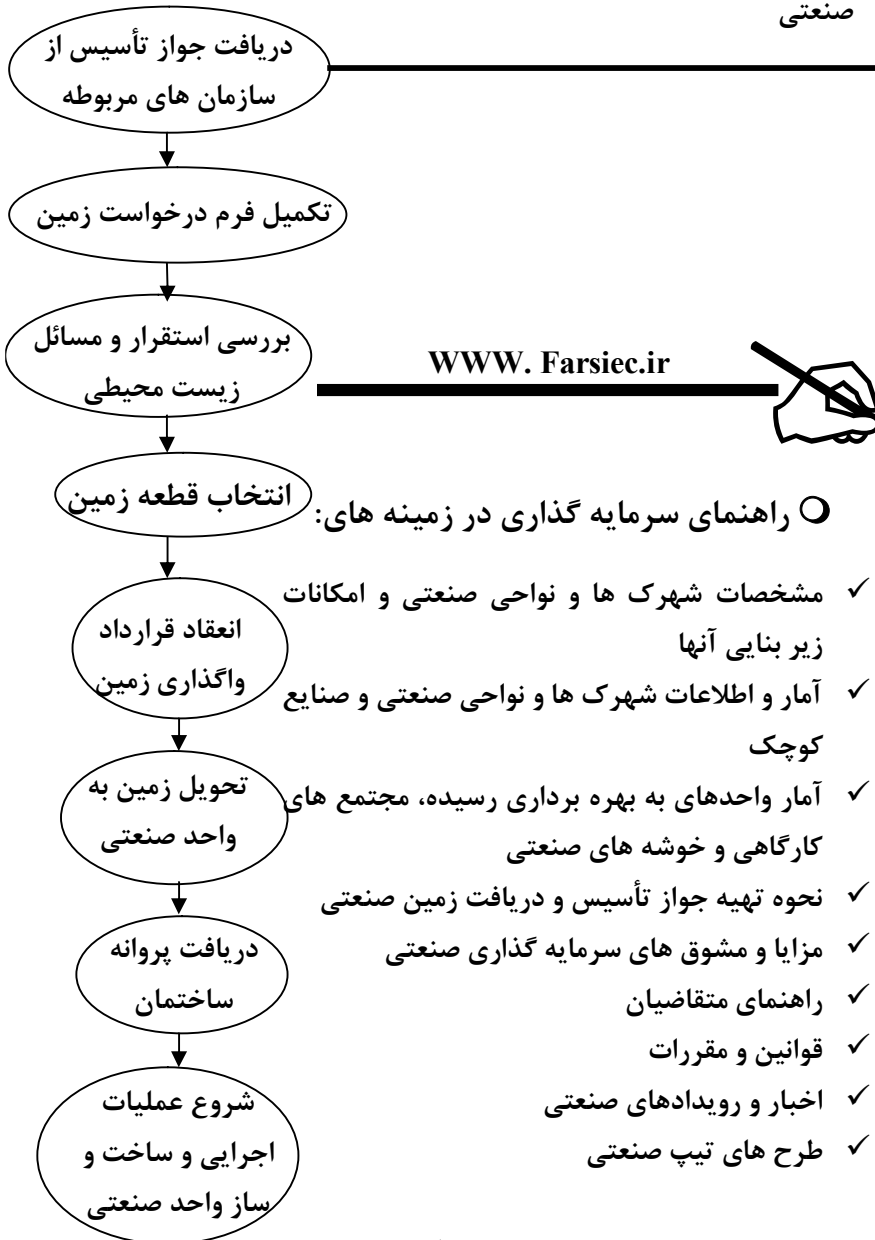 صنعتی
دریافت جواز تأسیس از
سازمان های مربوطه
تکمیل فرم درخواست زمین
بررسی استقرار و مسائل
زیست محیطی
انتخاب قطعه زمین
انعقاد قرارداد
واگذاری زمین
تحویل زمین به
واحد صنعتی
دریافت پروانه
ساختمان
شروع عملیات
اجرایی و ساخت و
ساز واحد صنعتی
WWW. Farsiec.ir
راهنمای سرمایه گذاری در زمینه های:
✓ مشخصات شهرک ها و نواحی صنعتی و امکانات
زیر بنایی آنها
✓ آمار و اطلاعات شهرک ها و نواحی صنعتی و صنایع
کوچک
✓ آمار واحدهای به بهره برداری رسیده، مجتمع های
کارگاهی و خوشه های صنعتی
✓ نحوه تهیه جواز تأسیس و دریافت زمین صنعتی
✓ مزایا و مشوق های سرمایه گذاری صنعتی
✓ راهنمای متقاضیان
✓ قوانین و مقررات
✓ اخبار و رویدادهای صنعتی
✓ طرح های تیپ صنعتی